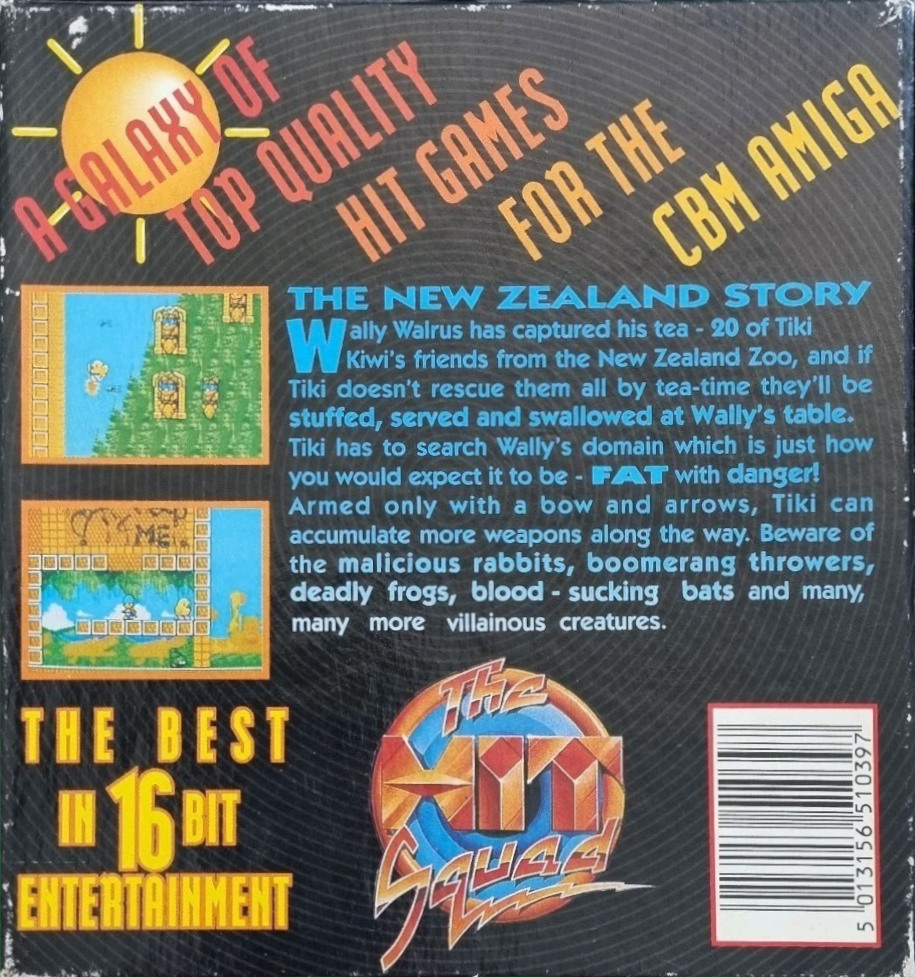 A GALAXY OF
TOP QUALITY
HIT GAMES
FOR THE
CBM AMIGA
THE NEW ZEALAND STORY
Wally Walrus has captured his tea - 20 of Tiki
Kiwi's friends from the New Zealand Zoo, and if
Tiki doesn't rescue them all by tea-time they'll be
stuffed, served and swallowed at Wally's table.
Tiki has to search Wally's domain which is just how
you would expect it to be - FAT with danger!
Armed only with a bow and arrows, Tiki can
accumulate more weapons along the way. Beware of
the malicious rabbits, boomerang throwers,
deadly frogs, blood - sucking bats and many,
many more villainous creatures.
ME.
THE BEST
IN 16 BIT
ENTERTAINMENT
The
HIT
Squad
5 013156 510397